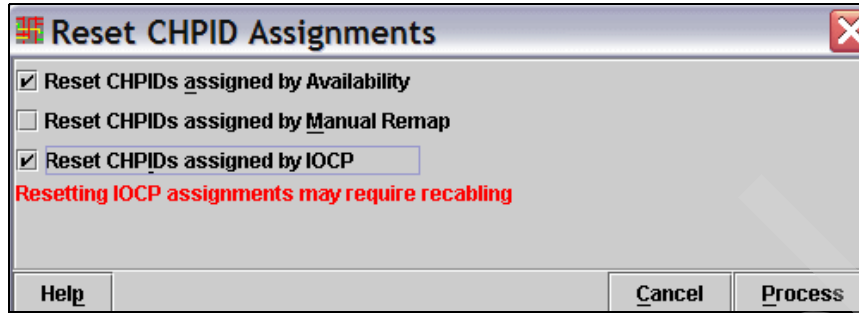 Reset CHPID Assignments
Reset CHPIDs assigned by Availability
Reset CHPIDs assigned by Manual Remap
Reset CHPIDs assigned by IOCP
Resetting IOCP assignments may require recabling
Help Cancel Process